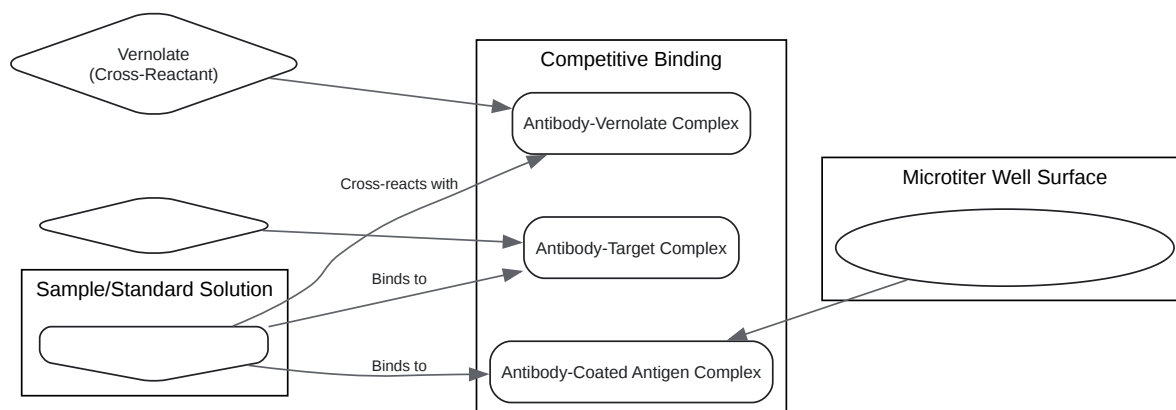 Vernolate
(Cross-Reactant)
Competitive Binding
Antibody-Vernolate Complex
Cross-reacts with
Microtiter Well Surface
Antibody-Target Complex
Binds to
Sample/Standard Solution
Binds to
Antibody-Coated Antigen Complex